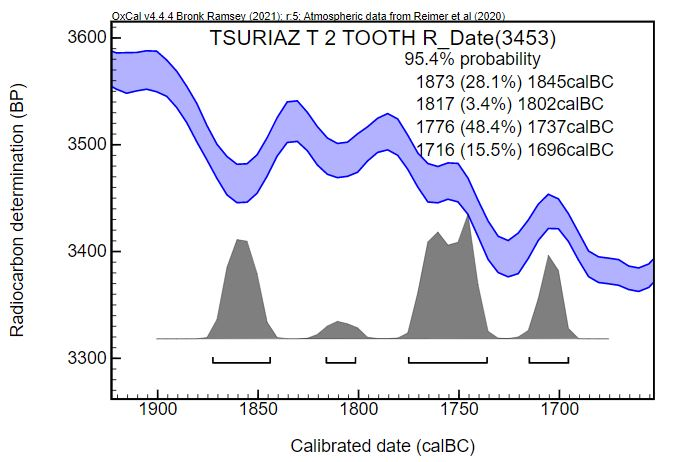 OxCal v4.4.4 Bronk Ramsey (2021); r:5; Atmospheric data from Reimer et al (2020)
TSURIAZ T 2 TOOTH R_Date(3453)
95.4% probability
1873 (28.1%) 1845calBC
1817 (3.4%) 1802calBC
1776 (48.4%) 1737calBC
1716 (15.5%) 1696calBC
Radiocarbon determination (BP)
3600
3500
3400
3300
1900 1850 1800 1750 1700
Calibrated date (calBC)